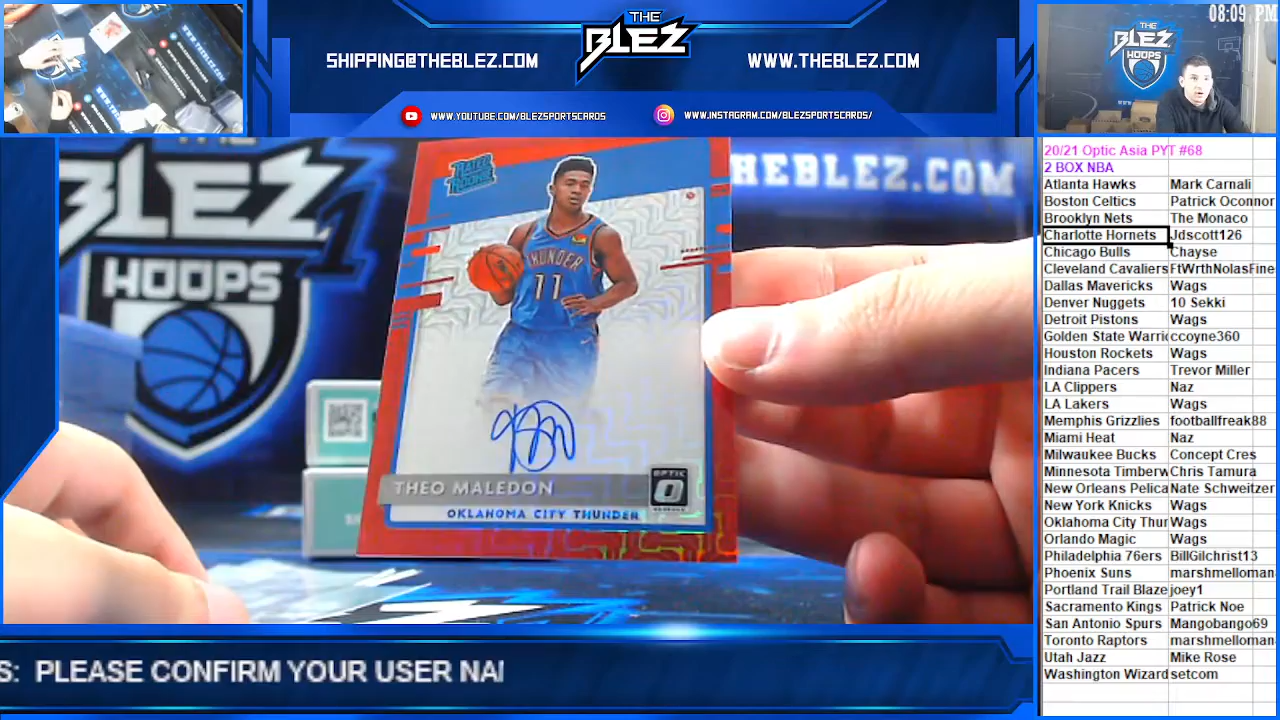 THE
BLEZ
SHIPPING@THEBLEZ.COM
WWW.THEBLEZ.COM
WWW.YOUTUBE.COM/BLEZSPORTSCARDS
WWW.INSTAGRAM.COM/BLEZSPORTSCARDS/
08:09 PM
THE
BLEZ
HOOPS
BLEZ
HOOPS
1
THEBLEZ.COM
RATED
ROOKIE
THUNDER
11
THEO MALEDON
OPTIC
OKLAHOMA CITY THUNDER
S: PLEASE CONFIRM YOUR USER NAI
20/21 Optic Asia PYT #68
2 BOX NBA
Atlanta Hawks Mark Carnali
Boston Celtics Patrick Oconnor
Brooklyn Nets The Monaco
Charlotte Hornets Jdscott126
Chicago Bulls Chayse
Cleveland Cavaliers FtWrthNolasFine
Dallas Mavericks Wags
Denver Nuggets 10 Sekki
Detroit Pistons Wags
Golden State Warri ccoyne360
Houston Rockets Wags
Indiana Pacers Trevor Miller
LA Clippers Naz
LA Lakers Wags
Memphis Grizzlies footballfreak88
Miami Heat Naz
Milwaukee Bucks Concept Cres
Minnesota Timberw Chris Tamura
New Orleans Pelica Nate Schweitzer
New York Knicks Wags
Oklahoma City Thur Wags
Orlando Magic Wags
Philadelphia 76ers BillGilchrist13
Phoenix Suns marshmelloman
Portland Trail Blaze joey1
Sacramento Kings Patrick Noe
San Antonio Spurs Mangobango69
Toronto Raptors marshmelloman
Utah Jazz Mike Rose
Washington Wizard setcom